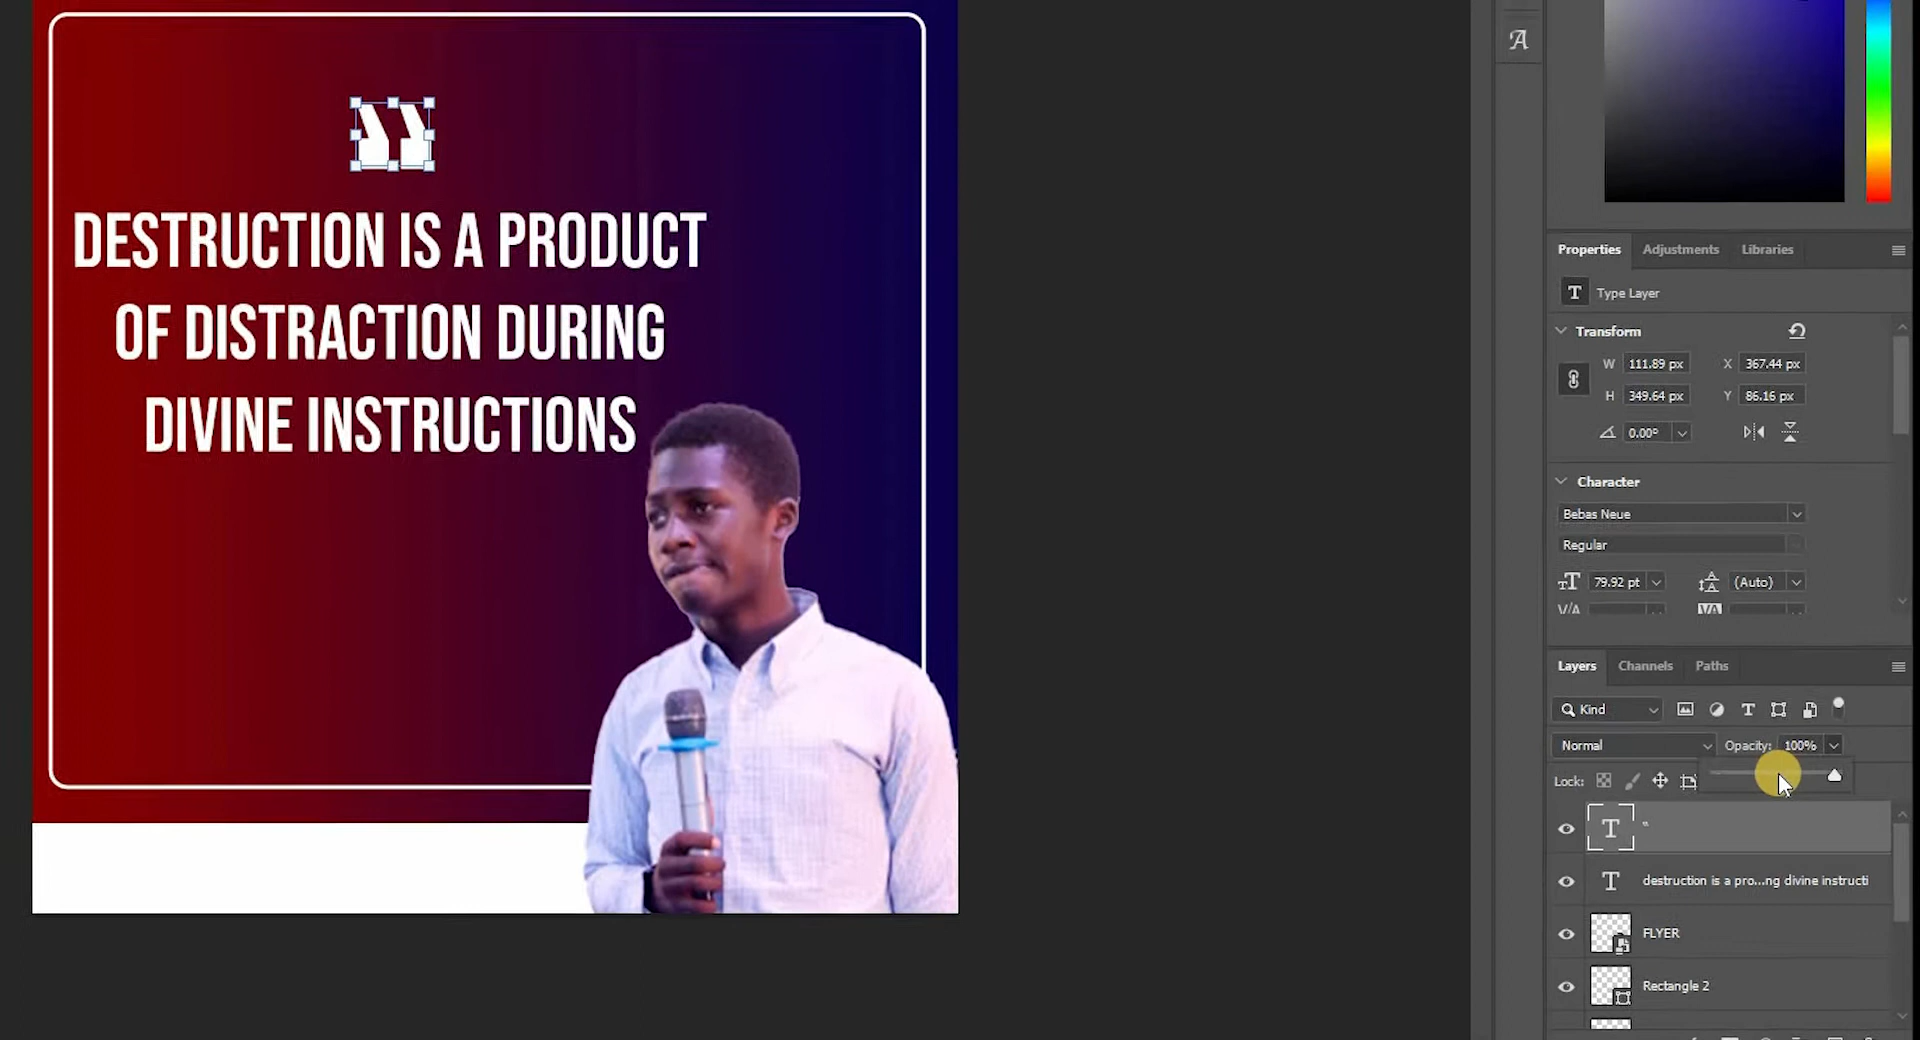 "
DESTRUCTION IS A PRODUCT
OF DISTRACTION DURING
DIVINE INSTRUCTIONS
A
Properties Adjustments Libraries
T Type Layer
Transform
W 111.89 px X 367.44 px
H 349.64 px Y 86.16 px
0.00°
Character
Bebas Neue
Regular
79.92 pt (Auto)
V/A VA
Layers Channels Paths
Kind
Normal Opacity: 100%
Lock:
T “
T destruction is a pro...ng divine instructi
FLYER
Rectangle 2